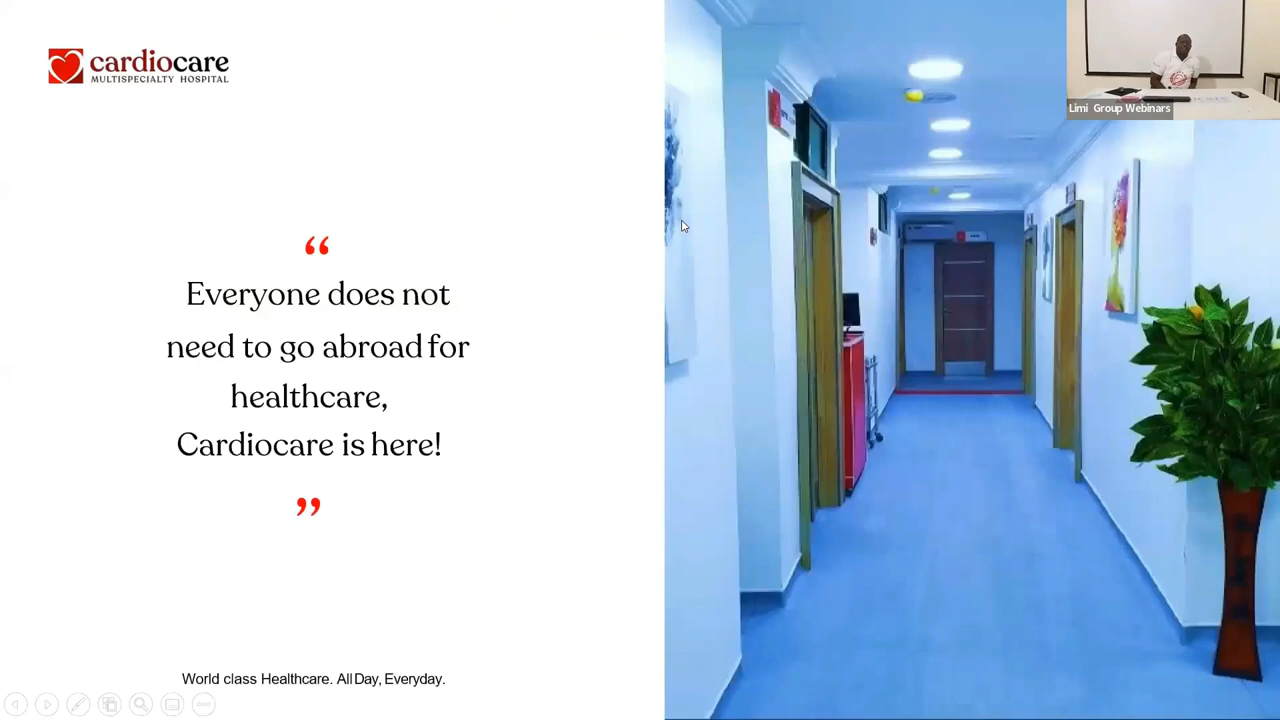 cardiocare
MULTISPECIALTY HOSPITAL
“
Everyone does not
need to go abroad for
healthcare,
Cardiocare is here!
”
World class Healthcare. All Day, Everyday.
Limi Group Webinars